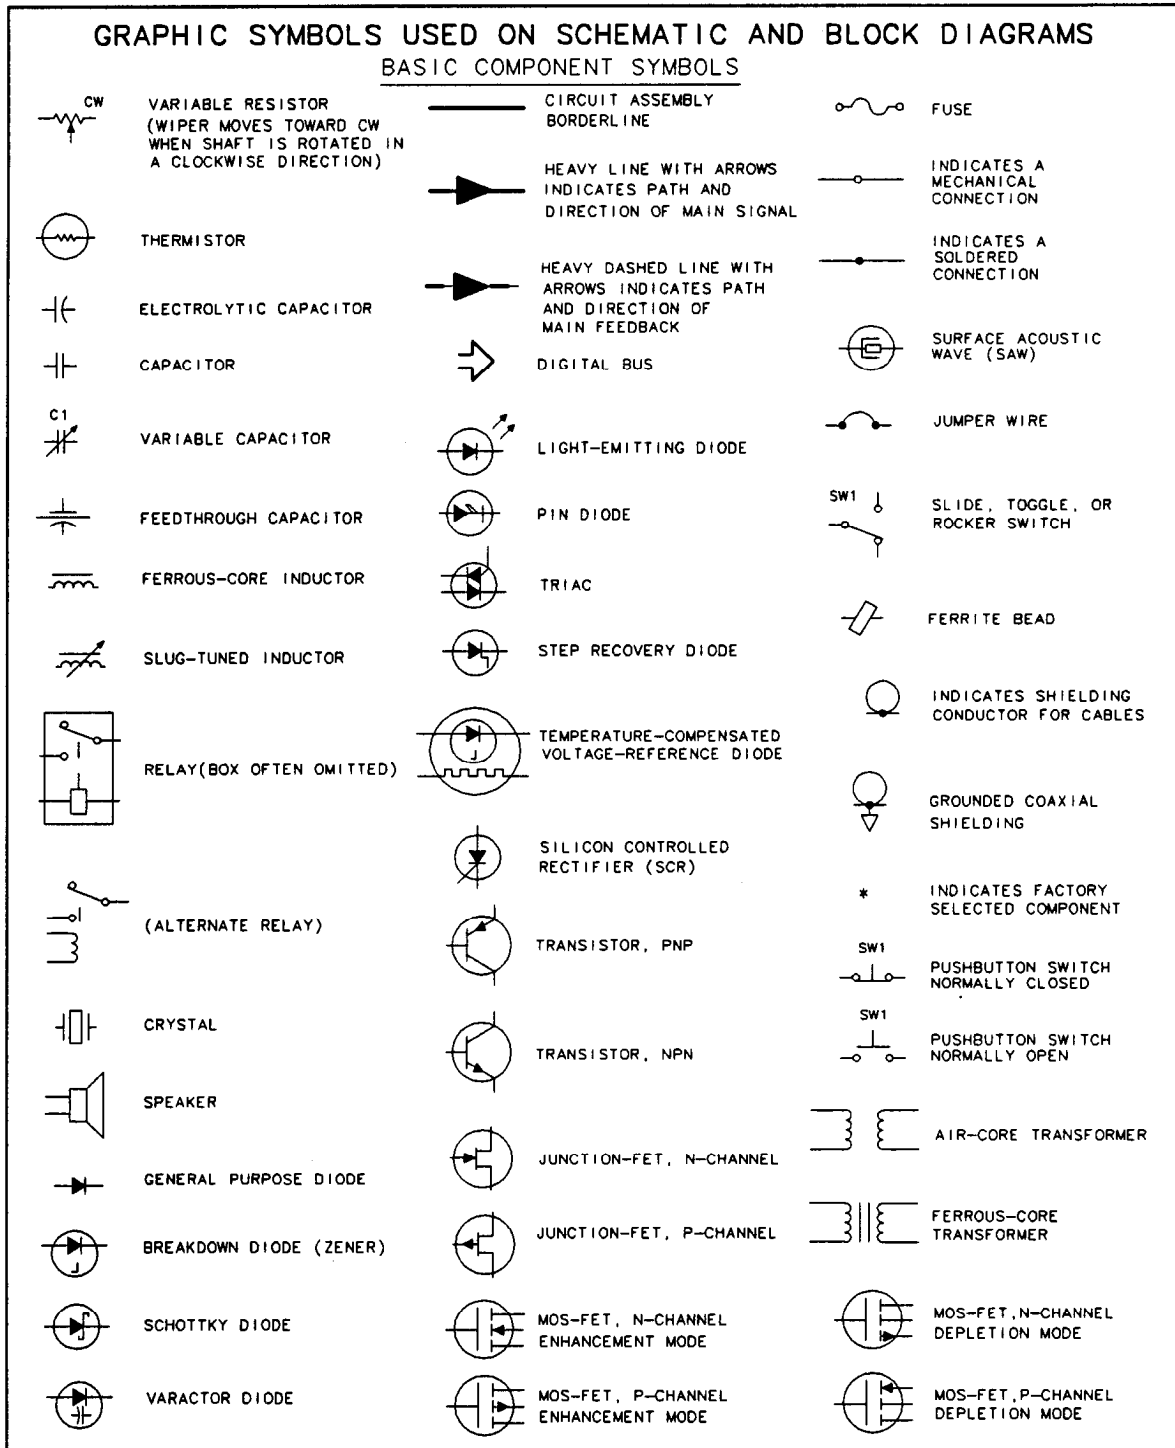 GRAPHIC SYMBOLS USED ON SCHEMATIC AND BLOCK DIAGRAMS
BASIC COMPONENT SYMBOLS
CW
VARIABLE RESISTOR
(WIPER MOVES TOWARD CW
WHEN SHAFT IS ROTATED IN
A CLOCKWISE DIRECTION)
THERMISTOR
ELECTROLYTIC CAPACITOR
CAPACITOR
C1
VARIABLE CAPACITOR
FEEDTHROUGH CAPACITOR
FERROUS-CORE INDUCTOR
SLUG-TUNED INDUCTOR
RELAY(BOX OFTEN OMITTED)
(ALTERNATE RELAY)
CRYSTAL
SPEAKER
GENERAL PURPOSE DIODE
BREAKDOWN DIODE (ZENER)
SCHOTTKY DIODE
VARACTOR DIODE
CIRCUIT ASSEMBLY
BORDERLINE
HEAVY LINE WITH ARROWS
INDICATES PATH AND
DIRECTION OF MAIN SIGNAL
HEAVY DASHED LINE WITH
ARROWS INDICATES PATH
AND DIRECTION OF
MAIN FEEDBACK
DIGITAL BUS
LIGHT-EMITTING DIODE
PIN DIODE
TRIAC
STEP RECOVERY DIODE
TEMPERATURE-COMPENSATED
VOLTAGE-REFERENCE DIODE
SILICON CONTROLLED
RECTIFIER (SCR)
TRANSISTOR, PNP
TRANSISTOR, NPN
JUNCTION-FET, N-CHANNEL
JUNCTION-FET, P-CHANNEL
MOS-FET, N-CHANNEL
ENHANCEMENT MODE
MOS-FET, P-CHANNEL
ENHANCEMENT MODE
FUSE
INDICATES A
MECHANICAL
CONNECTION
INDICATES A
SOLDERED
CONNECTION
SURFACE ACOUSTIC
WAVE (SAW)
JUMPER WIRE
SW1
SLIDE, TOGGLE, OR
ROCKER SWITCH
FERRITE BEAD
INDICATES SHIELDING
CONDUCTOR FOR CABLES
GROUNDED COAXIAL
SHIELDING
*
INDICATES FACTORY
SELECTED COMPONENT
SW1
PUSHBUTTON SWITCH
NORMALLY CLOSED
SW1
PUSHBUTTON SWITCH
NORMALLY OPEN
AIR-CORE TRANSFORMER
FERROUS-CORE
TRANSFORMER
MOS-FET,N-CHANNEL
DEPLETION MODE
MOS-FET,P-CHANNEL
DEPLETION MODE